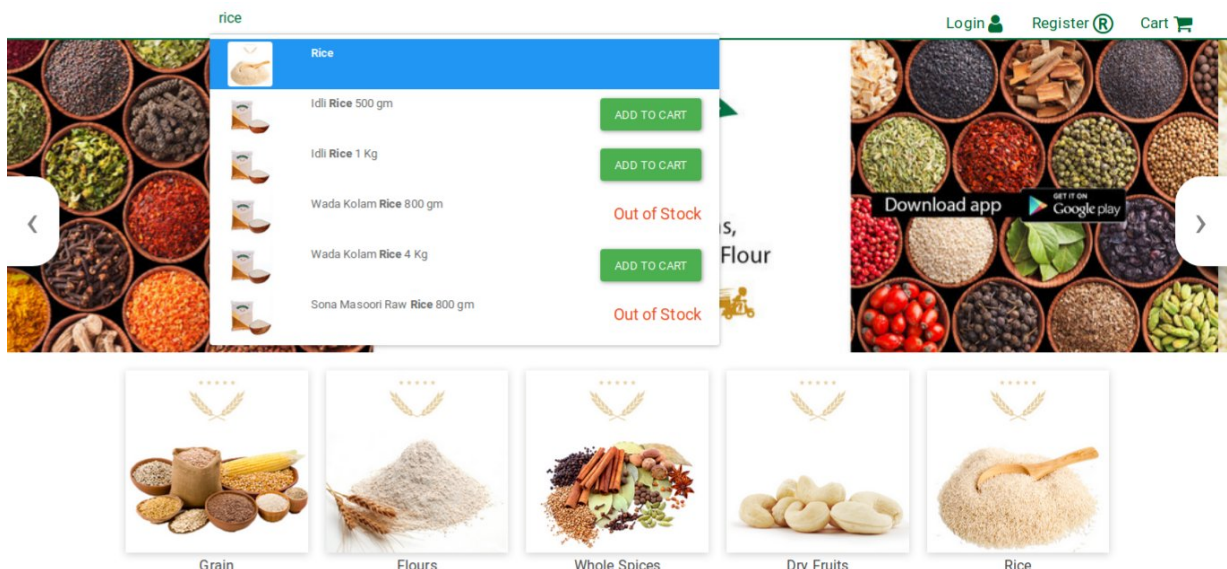 rice
Login Register ® Cart
Rice
Idli Rice 500 gm ADD TO CART
Idli Rice 1 Kg ADD TO CART
Wada Kolam Rice 800 gm Out of Stock
Wada Kolam Rice 4 Kg ADD TO CART
Sona Masoori Raw Rice 800 gm Out of Stock
s,
Flour
Download app GET IT ON Google play
Grain Flours Whole Spices Dry Fruits Rice